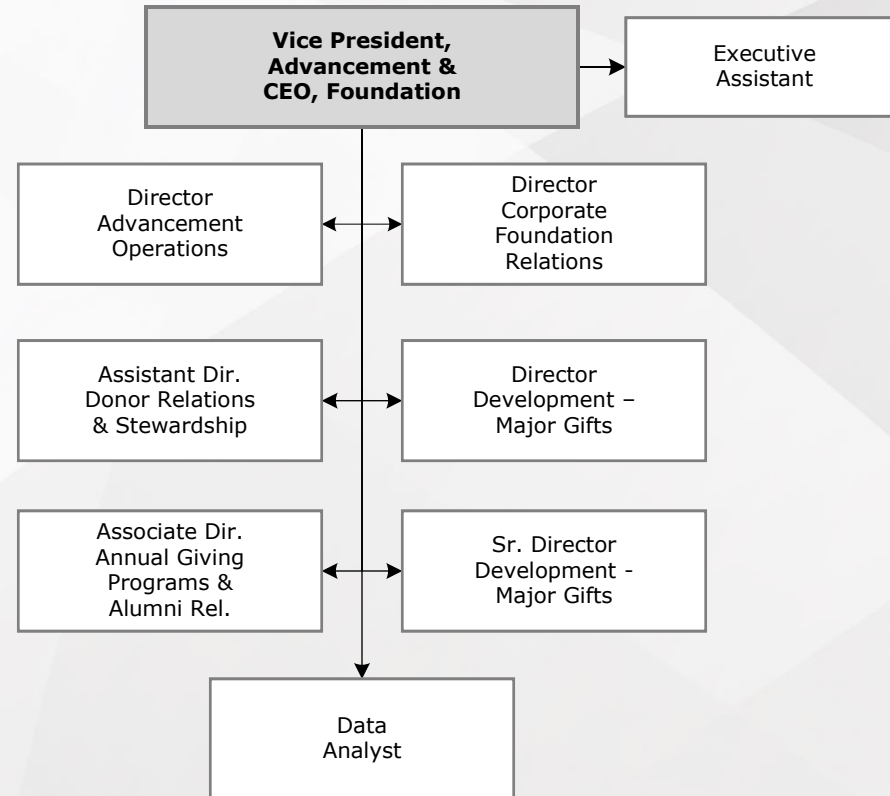 Vice President,
Advancement &
CEO, Foundation
Executive
Assistant
Director
Advancement
Operations
Director
Corporate
Foundation
Relations
Assistant Dir.
Donor Relations
& Stewardship
Director
Development –
Major Gifts
Associate Dir.
Annual Giving
Programs &
Alumni Rel.
Sr. Director
Development -
Major Gifts
Data
Analyst